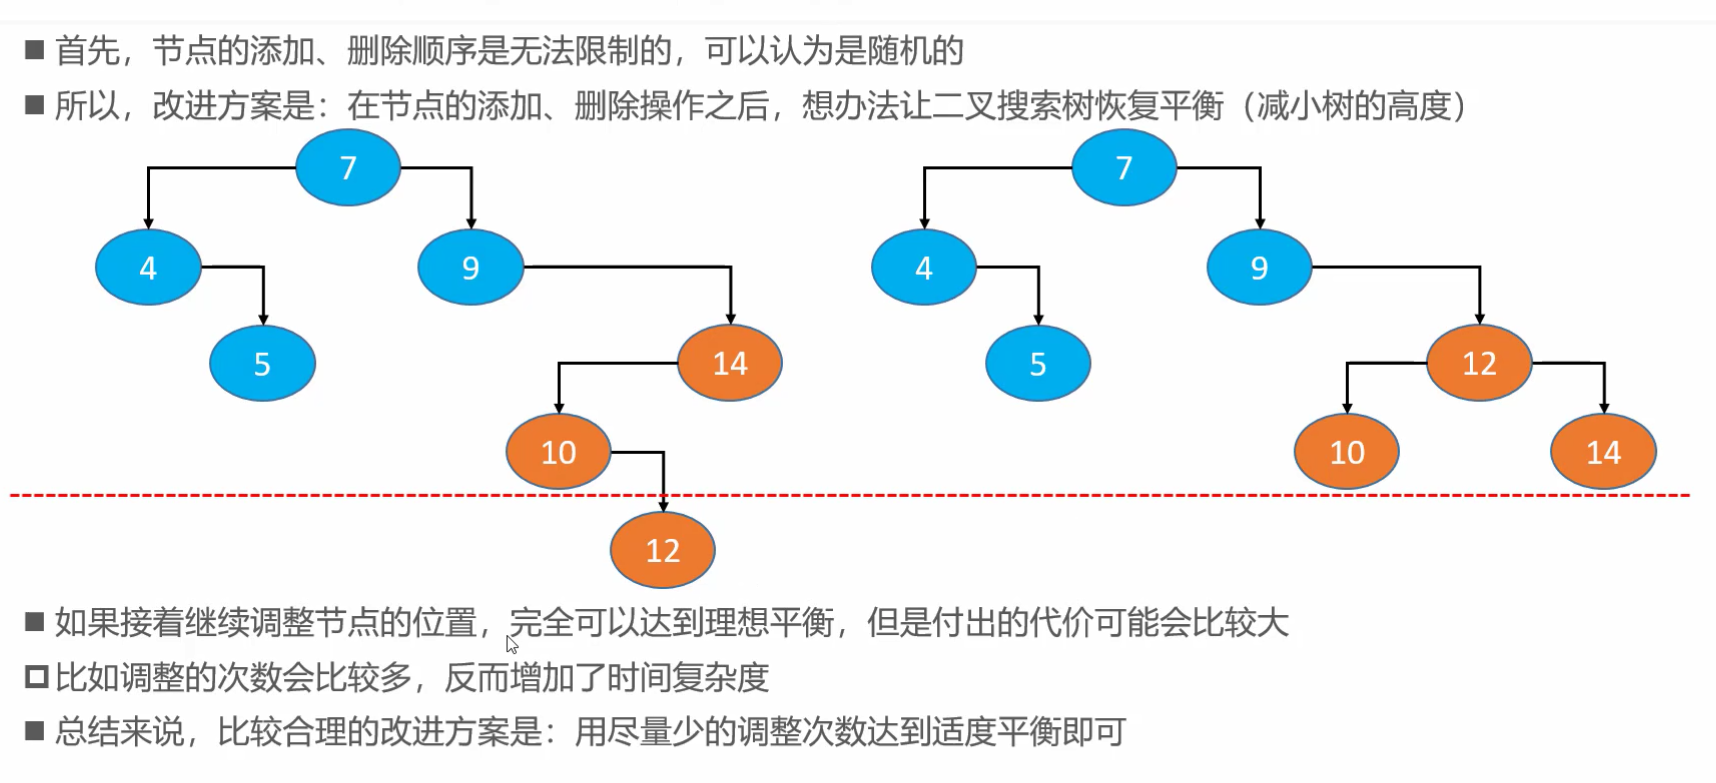 ■ 首先，节点的添加、删除顺序是无法限制的，可以认为是随机的
■ 所以，改进方案是：在节点的添加、删除操作之后，想办法让二叉搜索树恢复平衡（减小树的高度）
7 7
4 9 4 9
5 14 5 12
10 10 14
12
■ 如果接着继续调整节点的位置，完全可以达到理想平衡，但是付出的代价可能会比较大
□ 比如调整的次数会比较多，反而增加了时间复杂度
■ 总结来说，比较合理的改进方案是：用尽量少的调整次数达到适度平衡即可